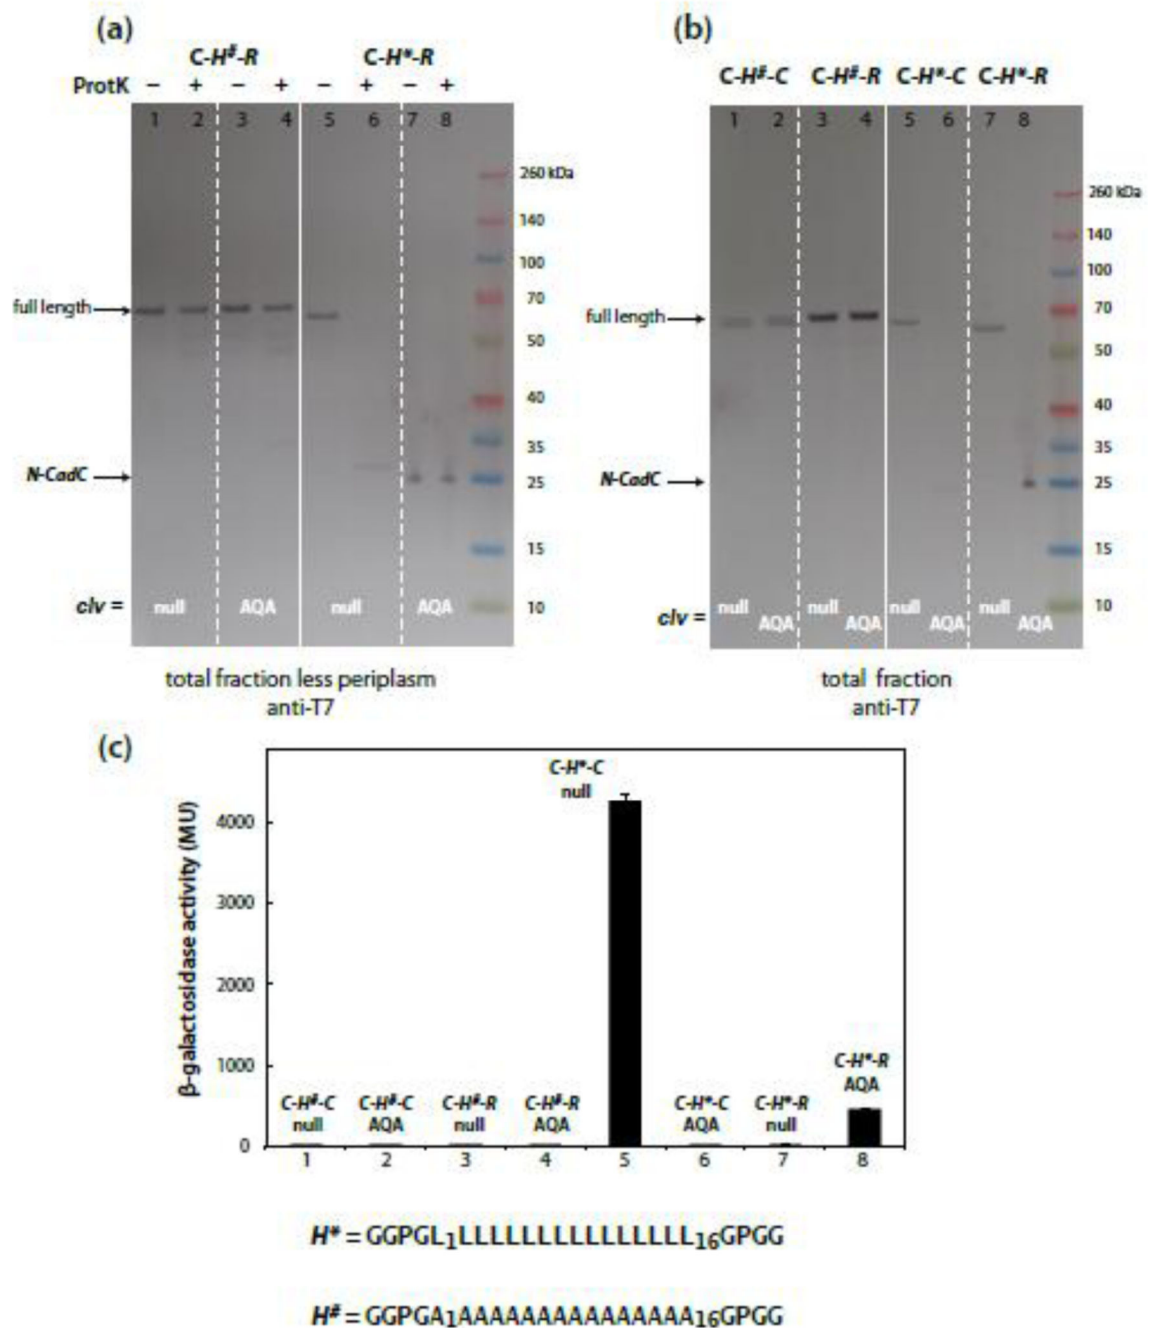 (a)
C-H#-R C-H*-R
ProtK − + − + − + − +
1 2 3 4 5 6 7 8
260 kDa
140
100
70
full length
50
40
35
N-CadC
25
15
10
clv = null AQA null AQA
total fraction less periplasm
anti-T7
(b)
C-H#-C C-H#-R C-H*-C C-H*-R
1 2 3 4 5 6 7 8
260 kDa
140
100
70
full length
50
40
35
N-CadC
25
15
10
clv = null AQA null AQA null AQA null AQA
total fraction
anti-T7
(c)
β-galactosidase activity (MU)
4000
3000
2000
1000
0
C-H#-C
null
C-H#-C
AQA
C-H#-R
null
C-H#-R
AQA
C-H*-C
null
C-H*-C
AQA
C-H*-R
null
C-H*-R
AQA
1 2 3 4 5 6 7 8
H* = GGPGL1LLLLLLLLLLLLLLL16GPGG
H# = GGPGA1AAAAAAAAAAAAAAA16GPGG